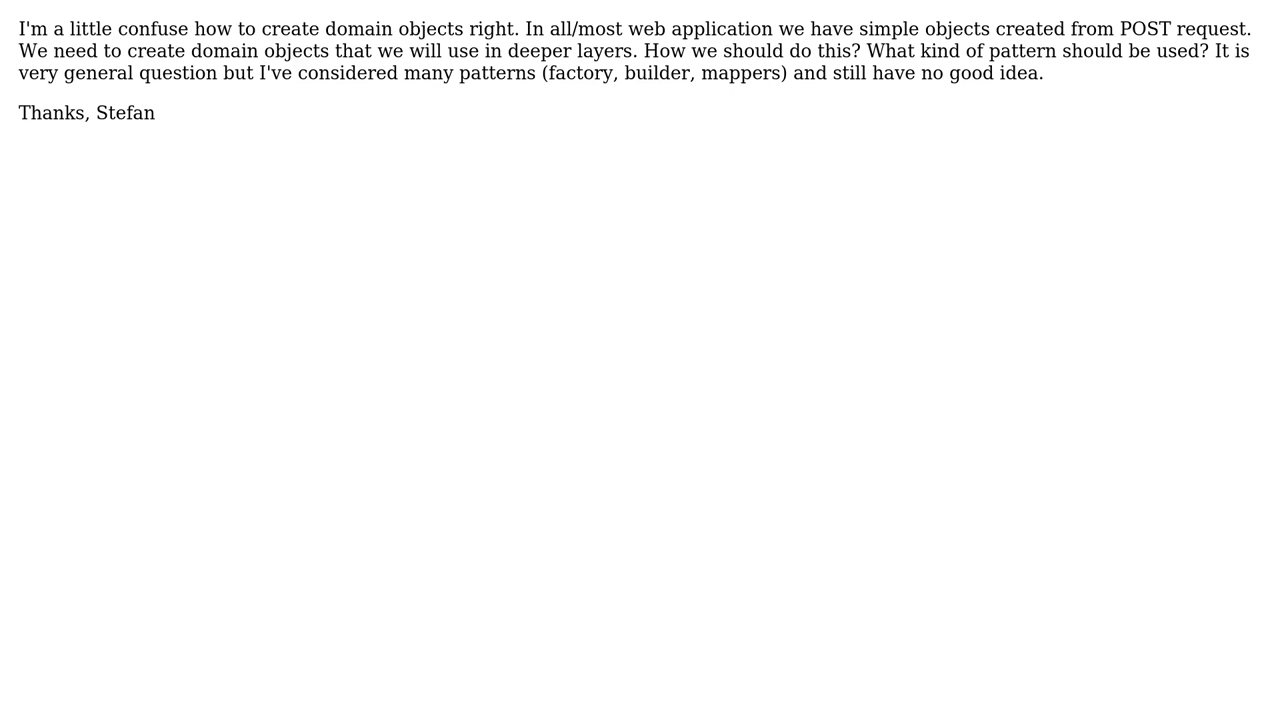 I'm a little confuse how to create domain objects right. In all/most web application we have simple objects created from POST request.
We need to create domain objects that we will use in deeper layers. How we should do this? What kind of pattern should be used? It is
very general question but I've considered many patterns (factory, builder, mappers) and still have no good idea.
Thanks, Stefan